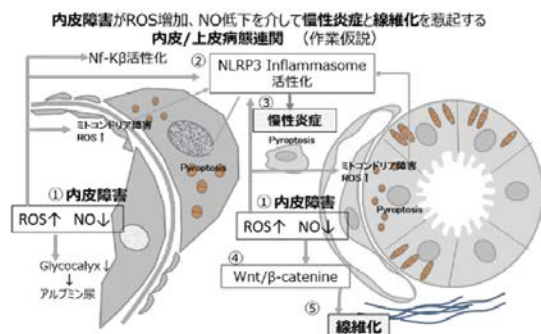 内皮障害がROS増加、NO低下を介して慢性炎症と線維化を惹起する
内皮/上皮病態連関 （作業仮説）
Nf-Kβ活性化
②
NLRP3 Inflammasome
活性化
③
慢性炎症
Pyroptosis
ミトコンドリア障害
ROS↑
Pyroptosis
①内皮障害
ROS↑ NO↓
Glycocalyx↓
↓
アルブミン尿
ミトコンドリア障害
ROS↑
Pyroptosis
①内皮障害
ROS↑ NO↓
④
Wnt/β-catenine
⑤
線維化